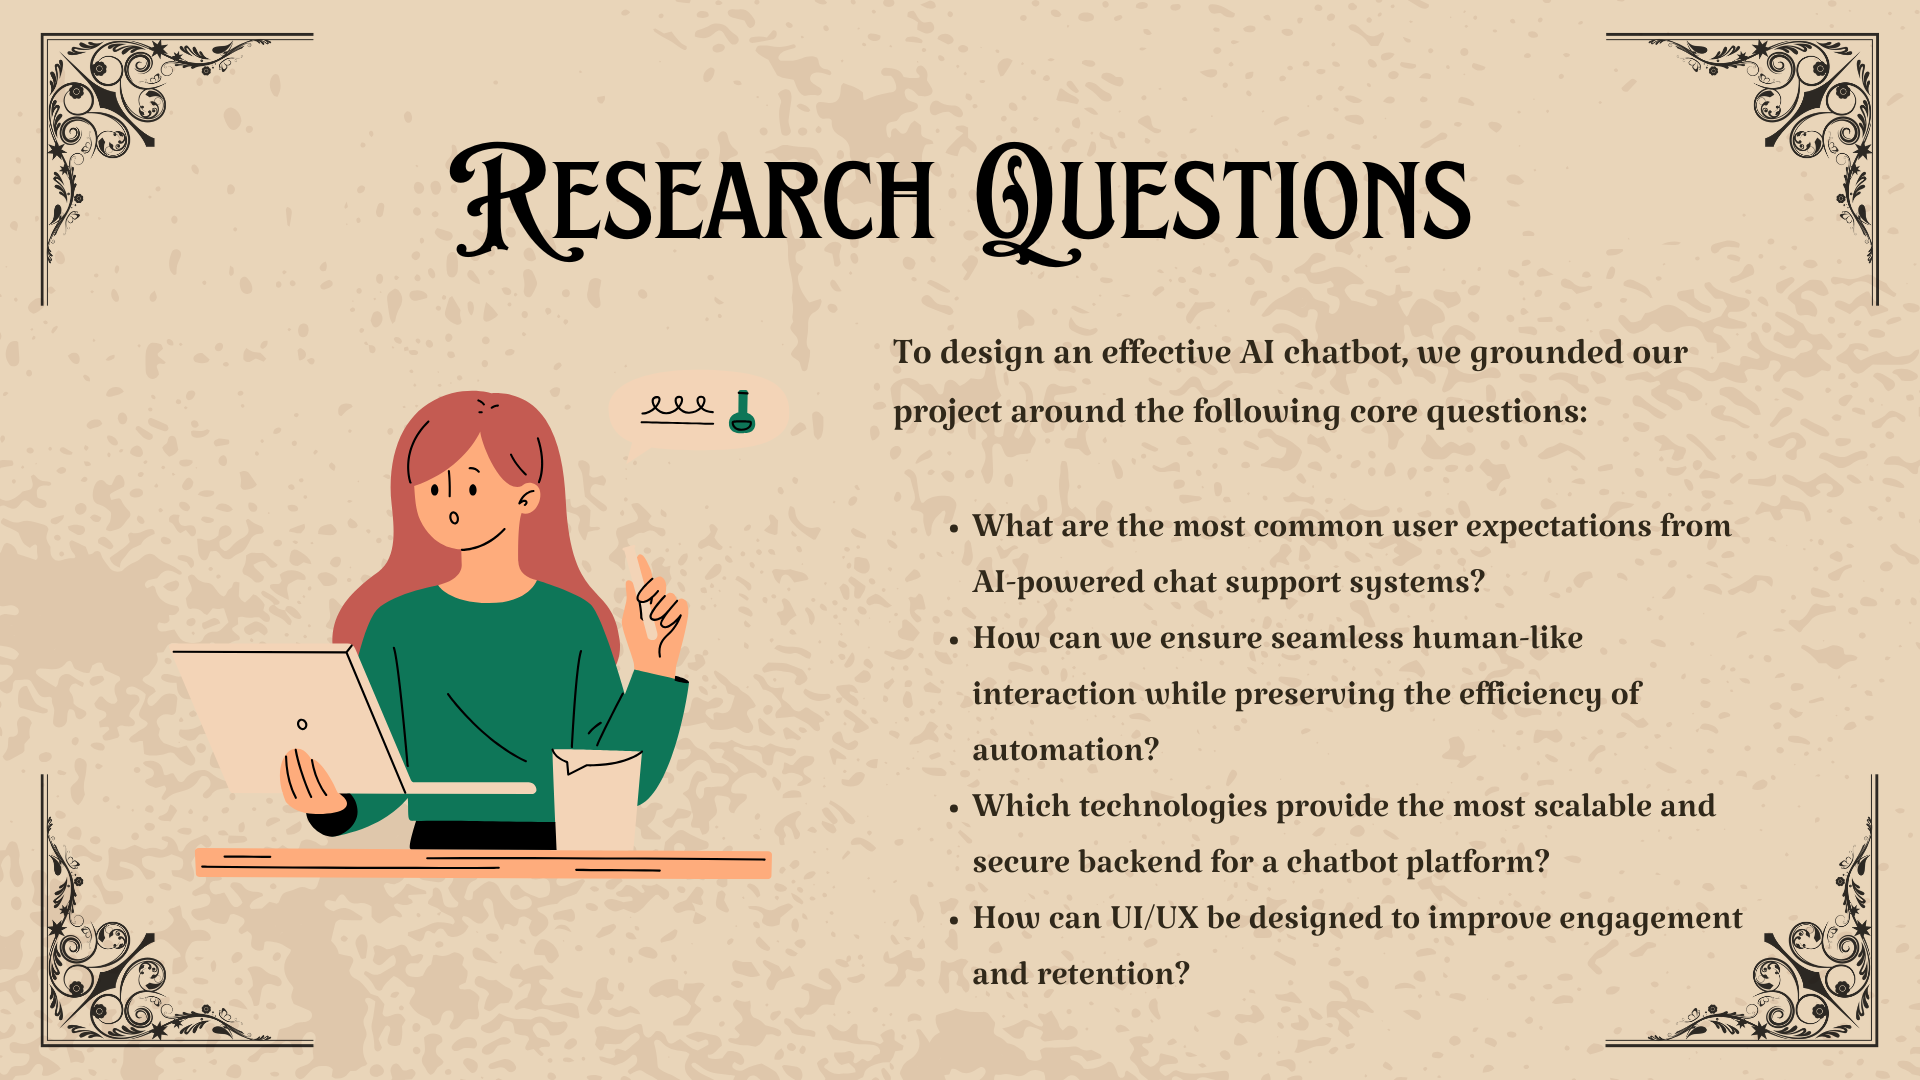 Research Questions
To design an effective AI chatbot, we grounded our
project around the following core questions:
• What are the most common user expectations from
AI-powered chat support systems?
• How can we ensure seamless human-like
interaction while preserving the efficiency of
automation?
• Which technologies provide the most scalable and
secure backend for a chatbot platform?
• How can UI/UX be designed to improve engagement
and retention?